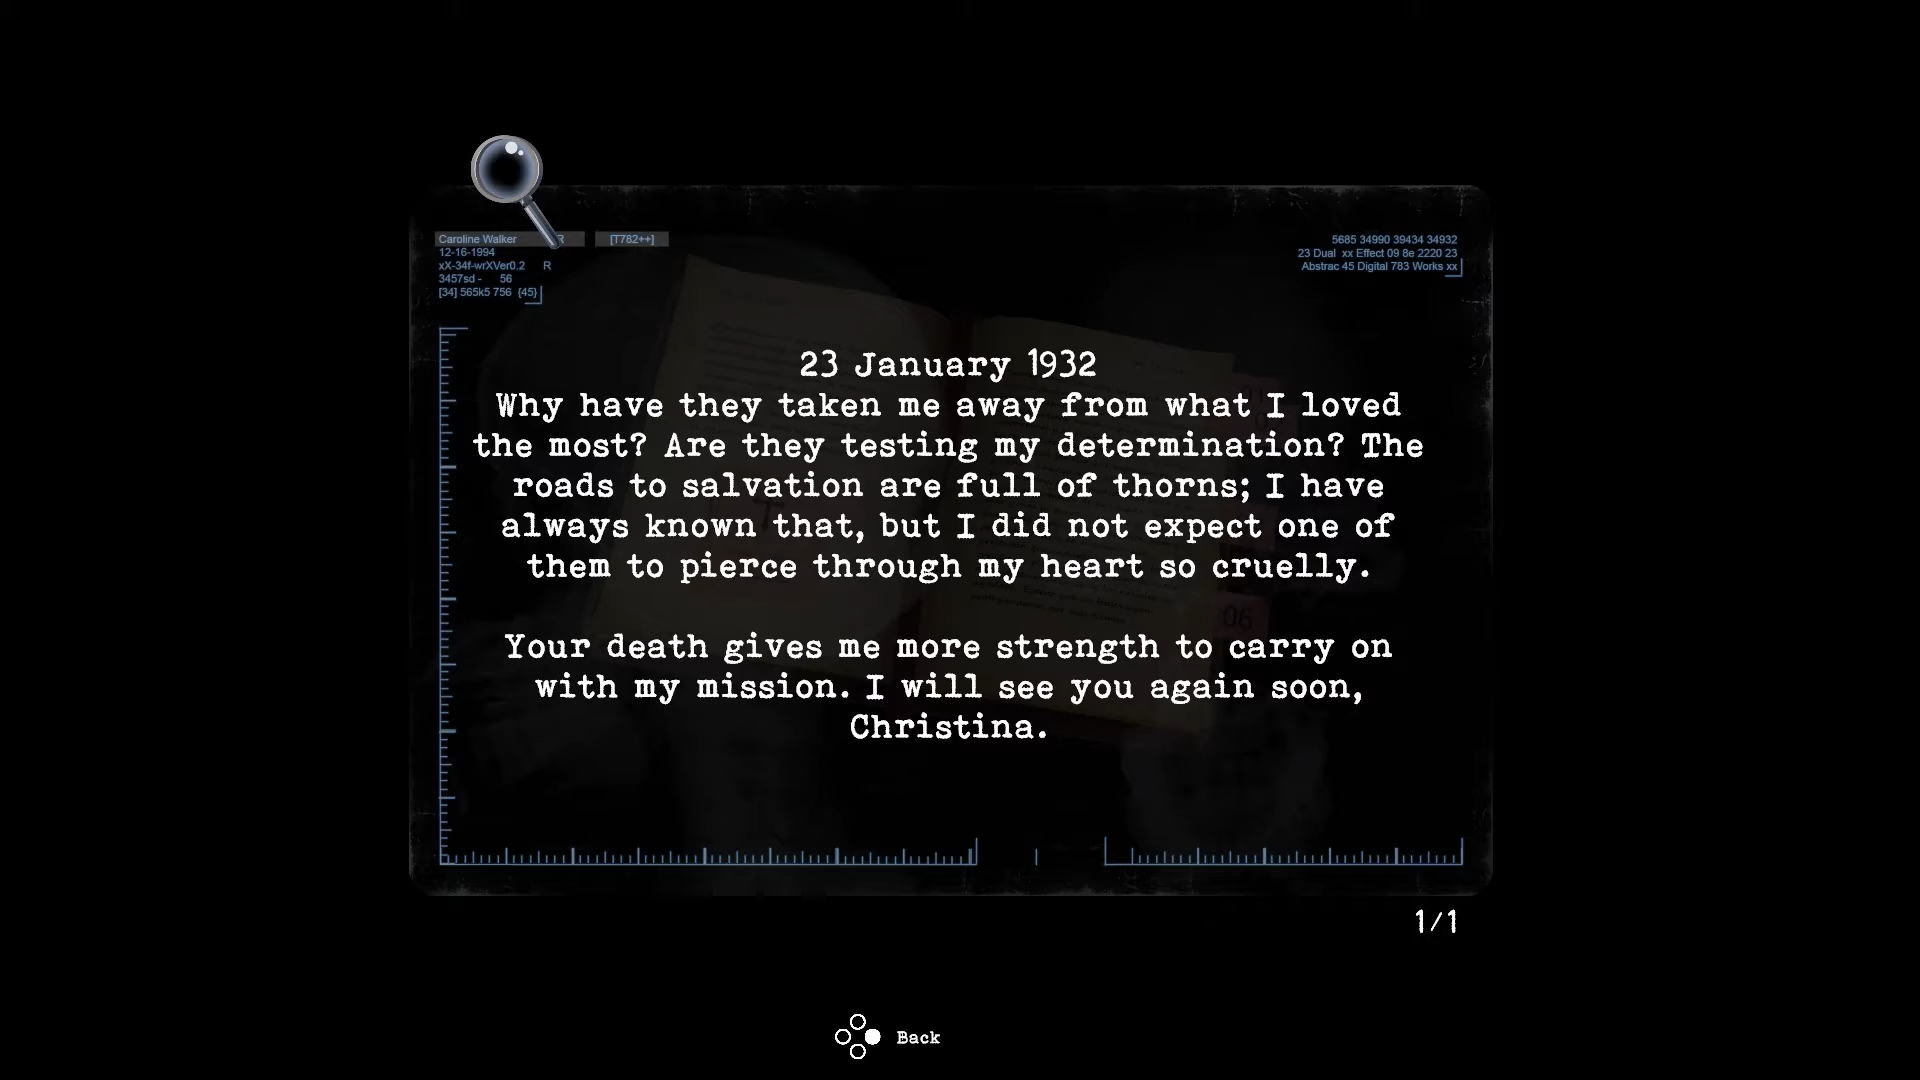 Caroline Walker R [T782++]
12-16-1994
xX-34f-wrXVer0.2 R
3457sd - 56
[34] 565k5 756 {45}
5685 34990 39434 34932
23 Dual xx Effect 09 8e 2220 23
Abstrac 45 Digital 783 Works xx
23 January 1932
Why have they taken me away from what I loved
the most? Are they testing my determination? The
roads to salvation are full of thorns; I have
always known that, but I did not expect one of
them to pierce through my heart so cruelly.
Your death gives me more strength to carry on
with my mission. I will see you again soon,
Christina.
06
1/1
Back